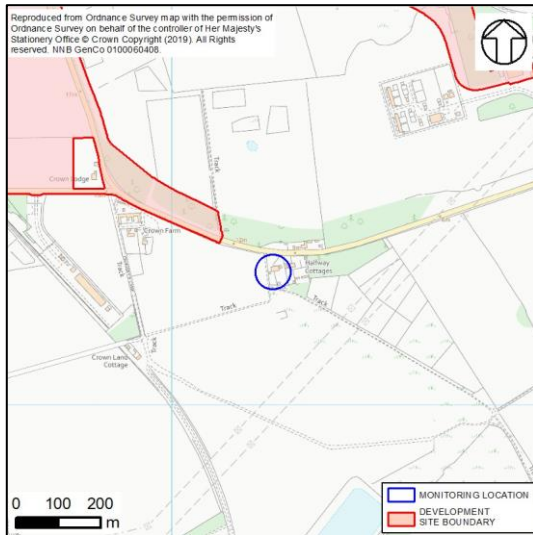 Reproduced from Ordnance Survey map with the permission of
Ordnance Survey on behalf of the controller of Her Majesty's
Stationery Office © Crown Copyright (2019). All Rights
reserved. NNB GenCo 0100060408.
Track
Crown Lodge
Crown Farm
Halfway
Cottages
Track
Track
Track
Track
Crown Land
Cottage
0 100 200
m
MONITORING LOCATION
DEVELOPMENT
SITE BOUNDARY